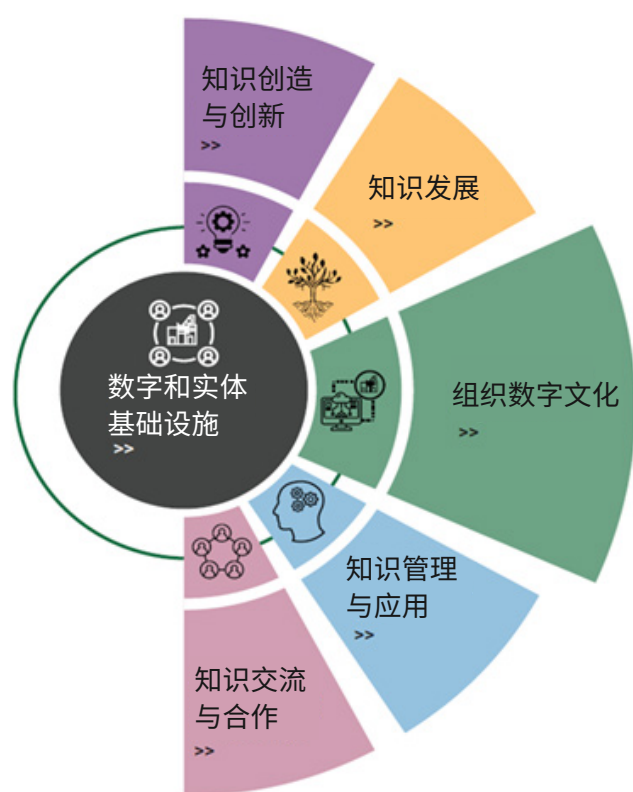 知识创造
与创新
>>
知识发展
>>
组织数字文化
>>
数字和实体
基础设施
>>
知识管理
与应用
>>
知识交流
与合作
>>